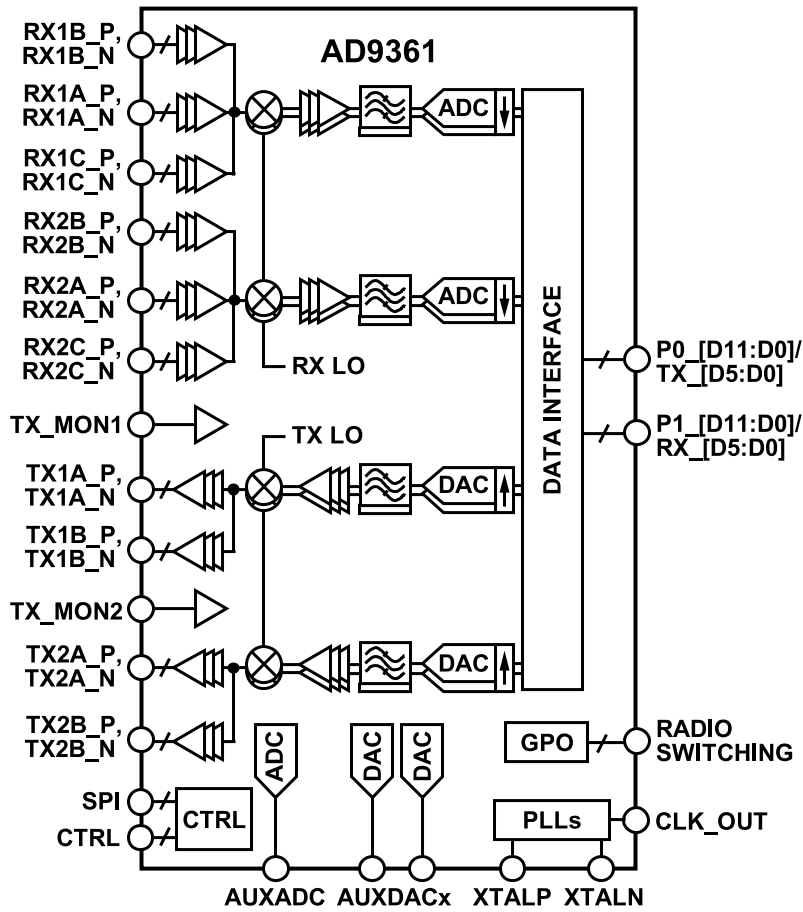 AD9361
RX1B_P,
RX1B_N
RX1A_P,
RX1A_N
RX1C_P,
RX1C_N
RX2B_P,
RX2B_N
RX2A_P,
RX2A_N
RX2C_P,
RX2C_N
TX_MON1
TX1A_P,
TX1A_N
TX1B_P,
TX1B_N
TX_MON2
TX2A_P,
TX2A_N
TX2B_P,
TX2B_N
SPI
CTRL
CTRL
ADC
ADC
RX LO
TX LO
DAC
DAC
DATA INTERFACE
P0_[D11:D0]/
TX_[D5:D0]
P1_[D11:D0]/
RX_[D5:D0]
ADC
DAC
DAC
GPO
RADIO
SWITCHING
PLLs
CLK_OUT
AUXADC
AUXDACx
XTALP
XTALN